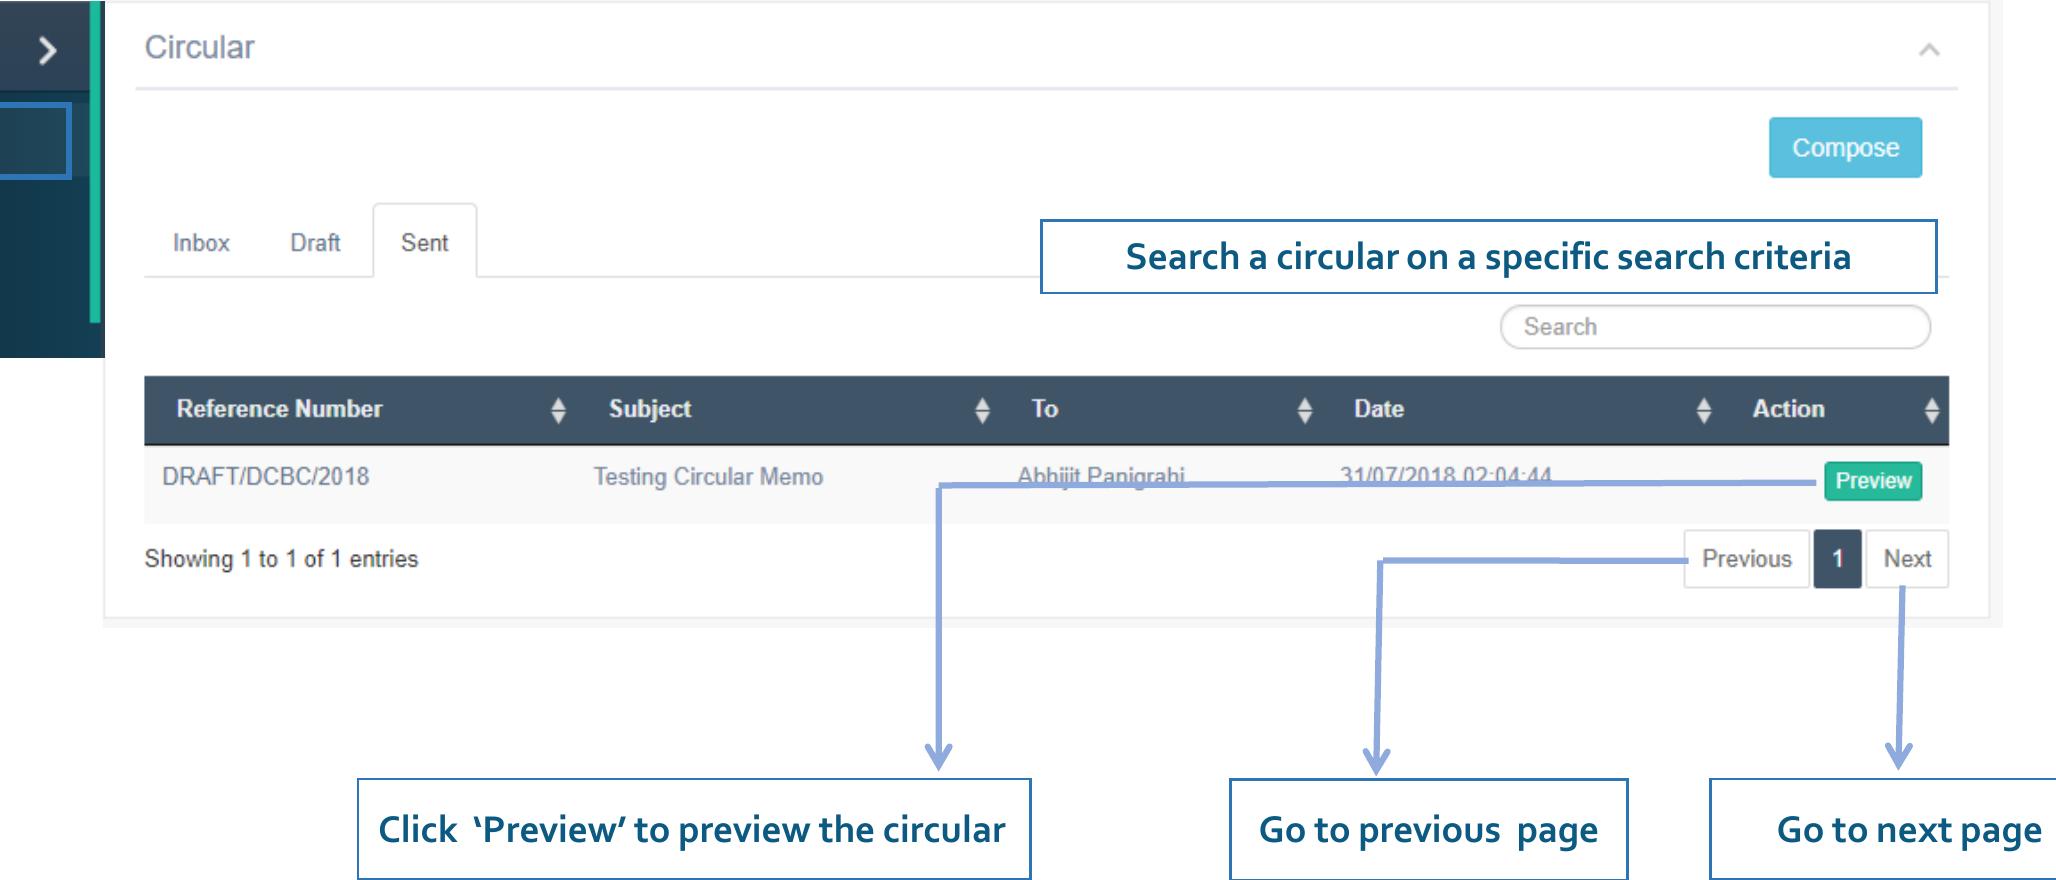 Circular
Compose
Inbox Draft Sent
Search a circular on a specific search criteria
Search
Reference Number Subject To Date Action
DRAFT/DCBC/2018 Testing Circular Memo Abhijit Panigrahi 31/07/2018 02:04:44 Preview
Showing 1 to 1 of 1 entries Previous 1 Next
Click ‘Preview’ to preview the circular Go to previous page Go to next page